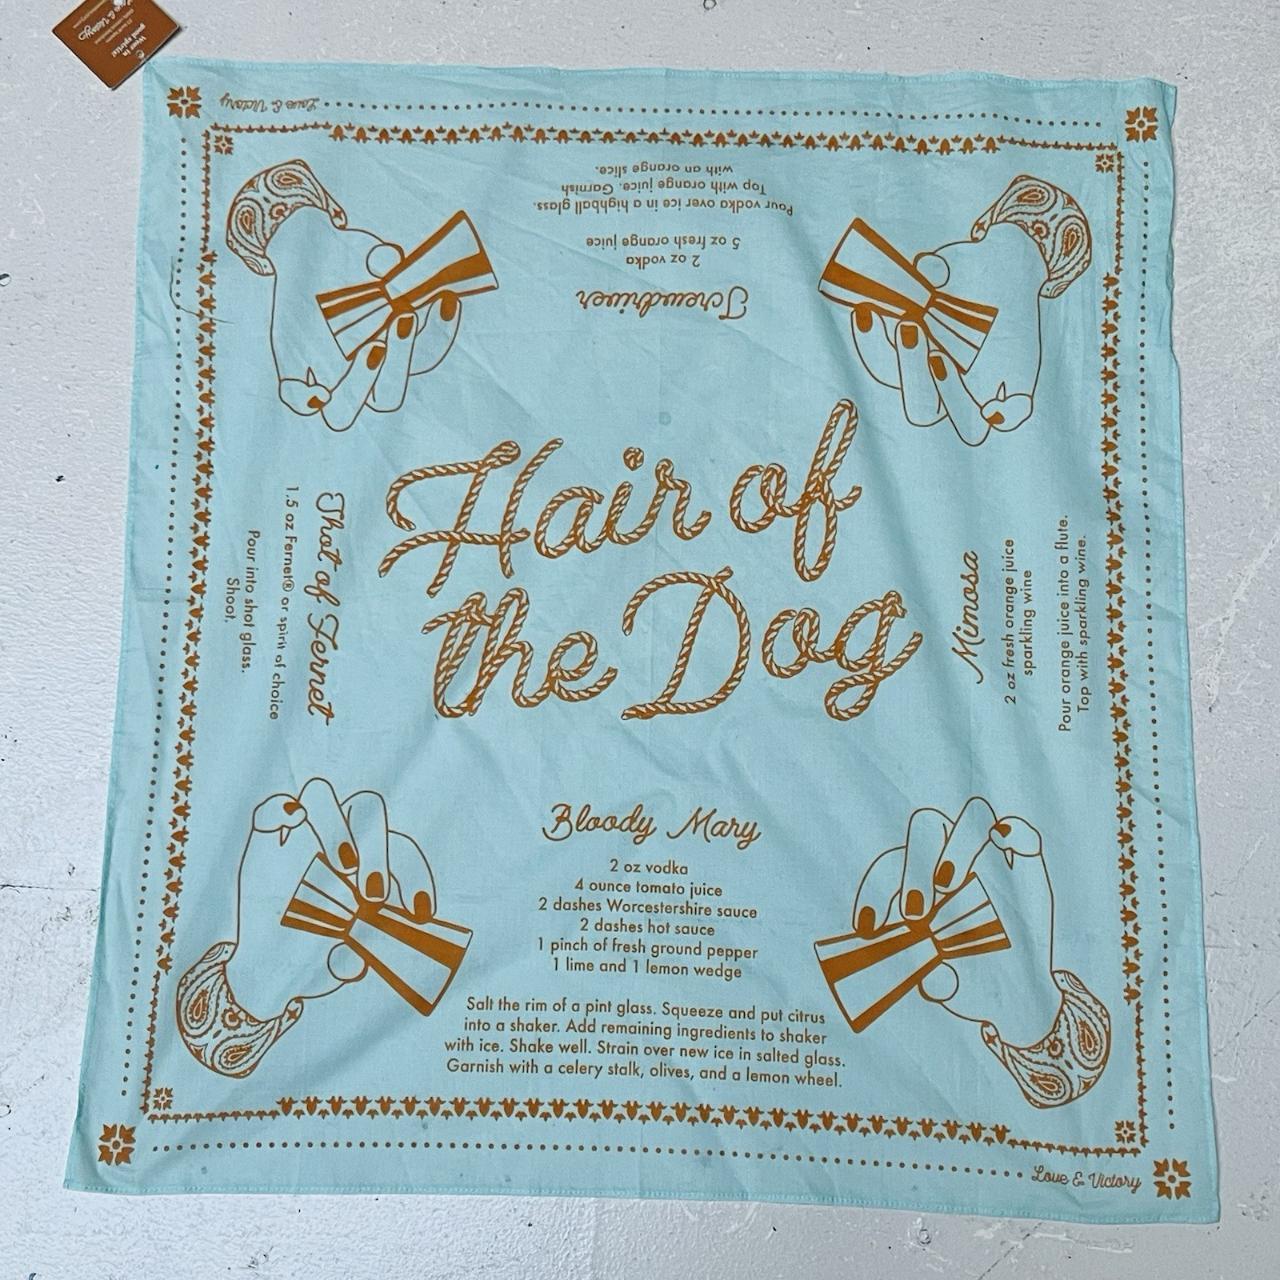 Wear in
good spirits!
Love & Victory
Love & Victory
Screwdriver
2 oz vodka
5 oz fresh orange juice
Pour vodka over ice in a highball glass.
Top with orange juice. Garnish
with an orange slice.
Shot of Fernet
1.5 oz Fernet® or spirit of choice
Pour into shot glass.
Shoot.
Hair of
the Dog
Mimosa
2 oz fresh orange juice
sparkling wine
Pour orange juice into a flute.
Top with sparkling wine.
Bloody Mary
2 oz vodka
4 ounce tomato juice
2 dashes Worcestershire sauce
2 dashes hot sauce
1 pinch of fresh ground pepper
1 lime and 1 lemon wedge
Salt the rim of a pint glass. Squeeze and put citrus
into a shaker. Add remaining ingredients to shaker
with ice. Shake well. Strain over new ice in salted glass.
Garnish with a celery stalk, olives, and a lemon wheel.
Love & Victory